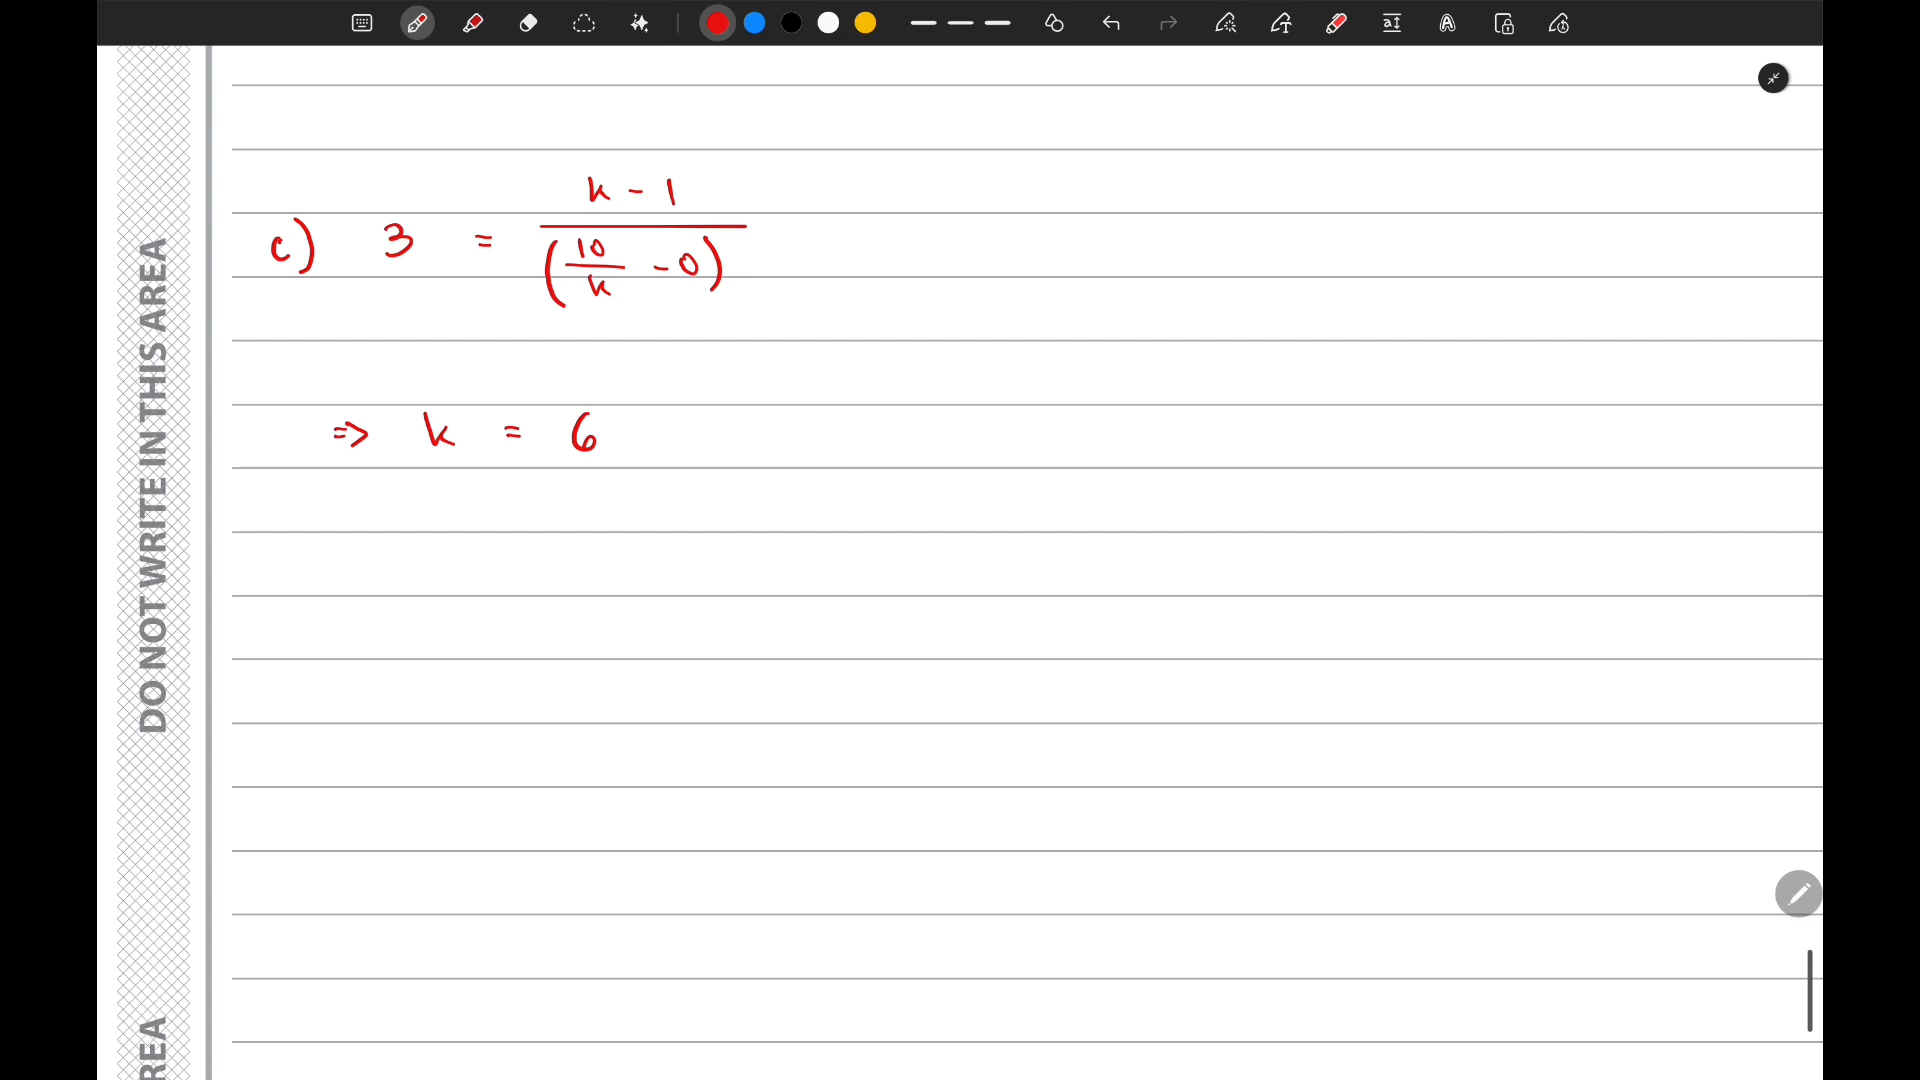 k - 1
c) 3 = ―――
(10/k - 0)
⇒ k = 6
DO NOT WRITE IN THIS AREA
REA